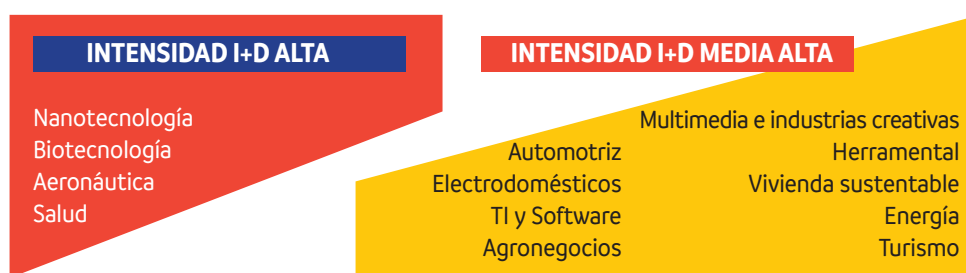 INTENSIDAD I+D ALTA
Nanotecnología
Biotecnología
Aeronáutica
Salud
INTENSIDAD I+D MEDIA ALTA
Automotriz
Electrodomésticos
TI y Software
Agronegocios
Multimedia e industrias creativas
Herramental
Vivienda sustentable
Energía
Turismo